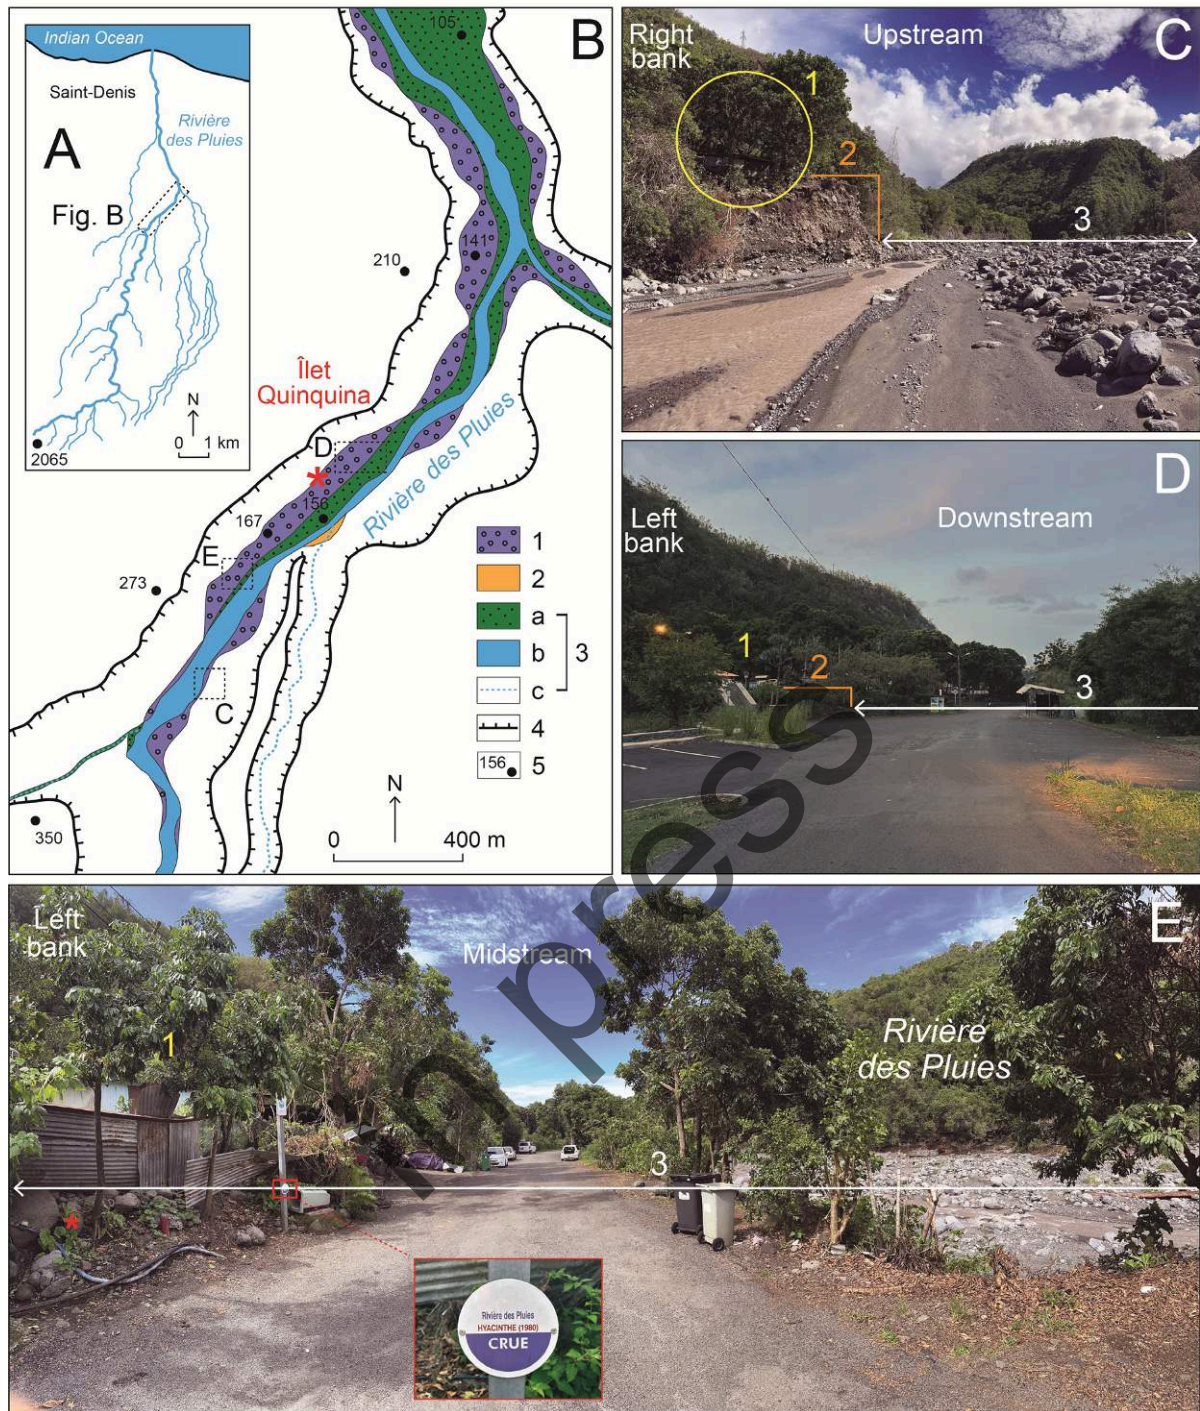 A
Indian Ocean
Saint-Denis
Rivière
des Pluies
Fig. B
N
0 1 km
2065
B
105
141
210
Îlet
Quinquina
D
*
156
167
E
273
C
350
Rivière des Pluies
1
2
a
b
3
c
4
156
5
N
0 400 m
C
Right
bank
Upstream
1
2
3
D
Left
bank
Downstream
1
2
3
E
Left
bank
Midstream
1
Rivière
des Pluies
3
*
Rivière des Pluies
HYACINTHE (1980)
CRUE
In press